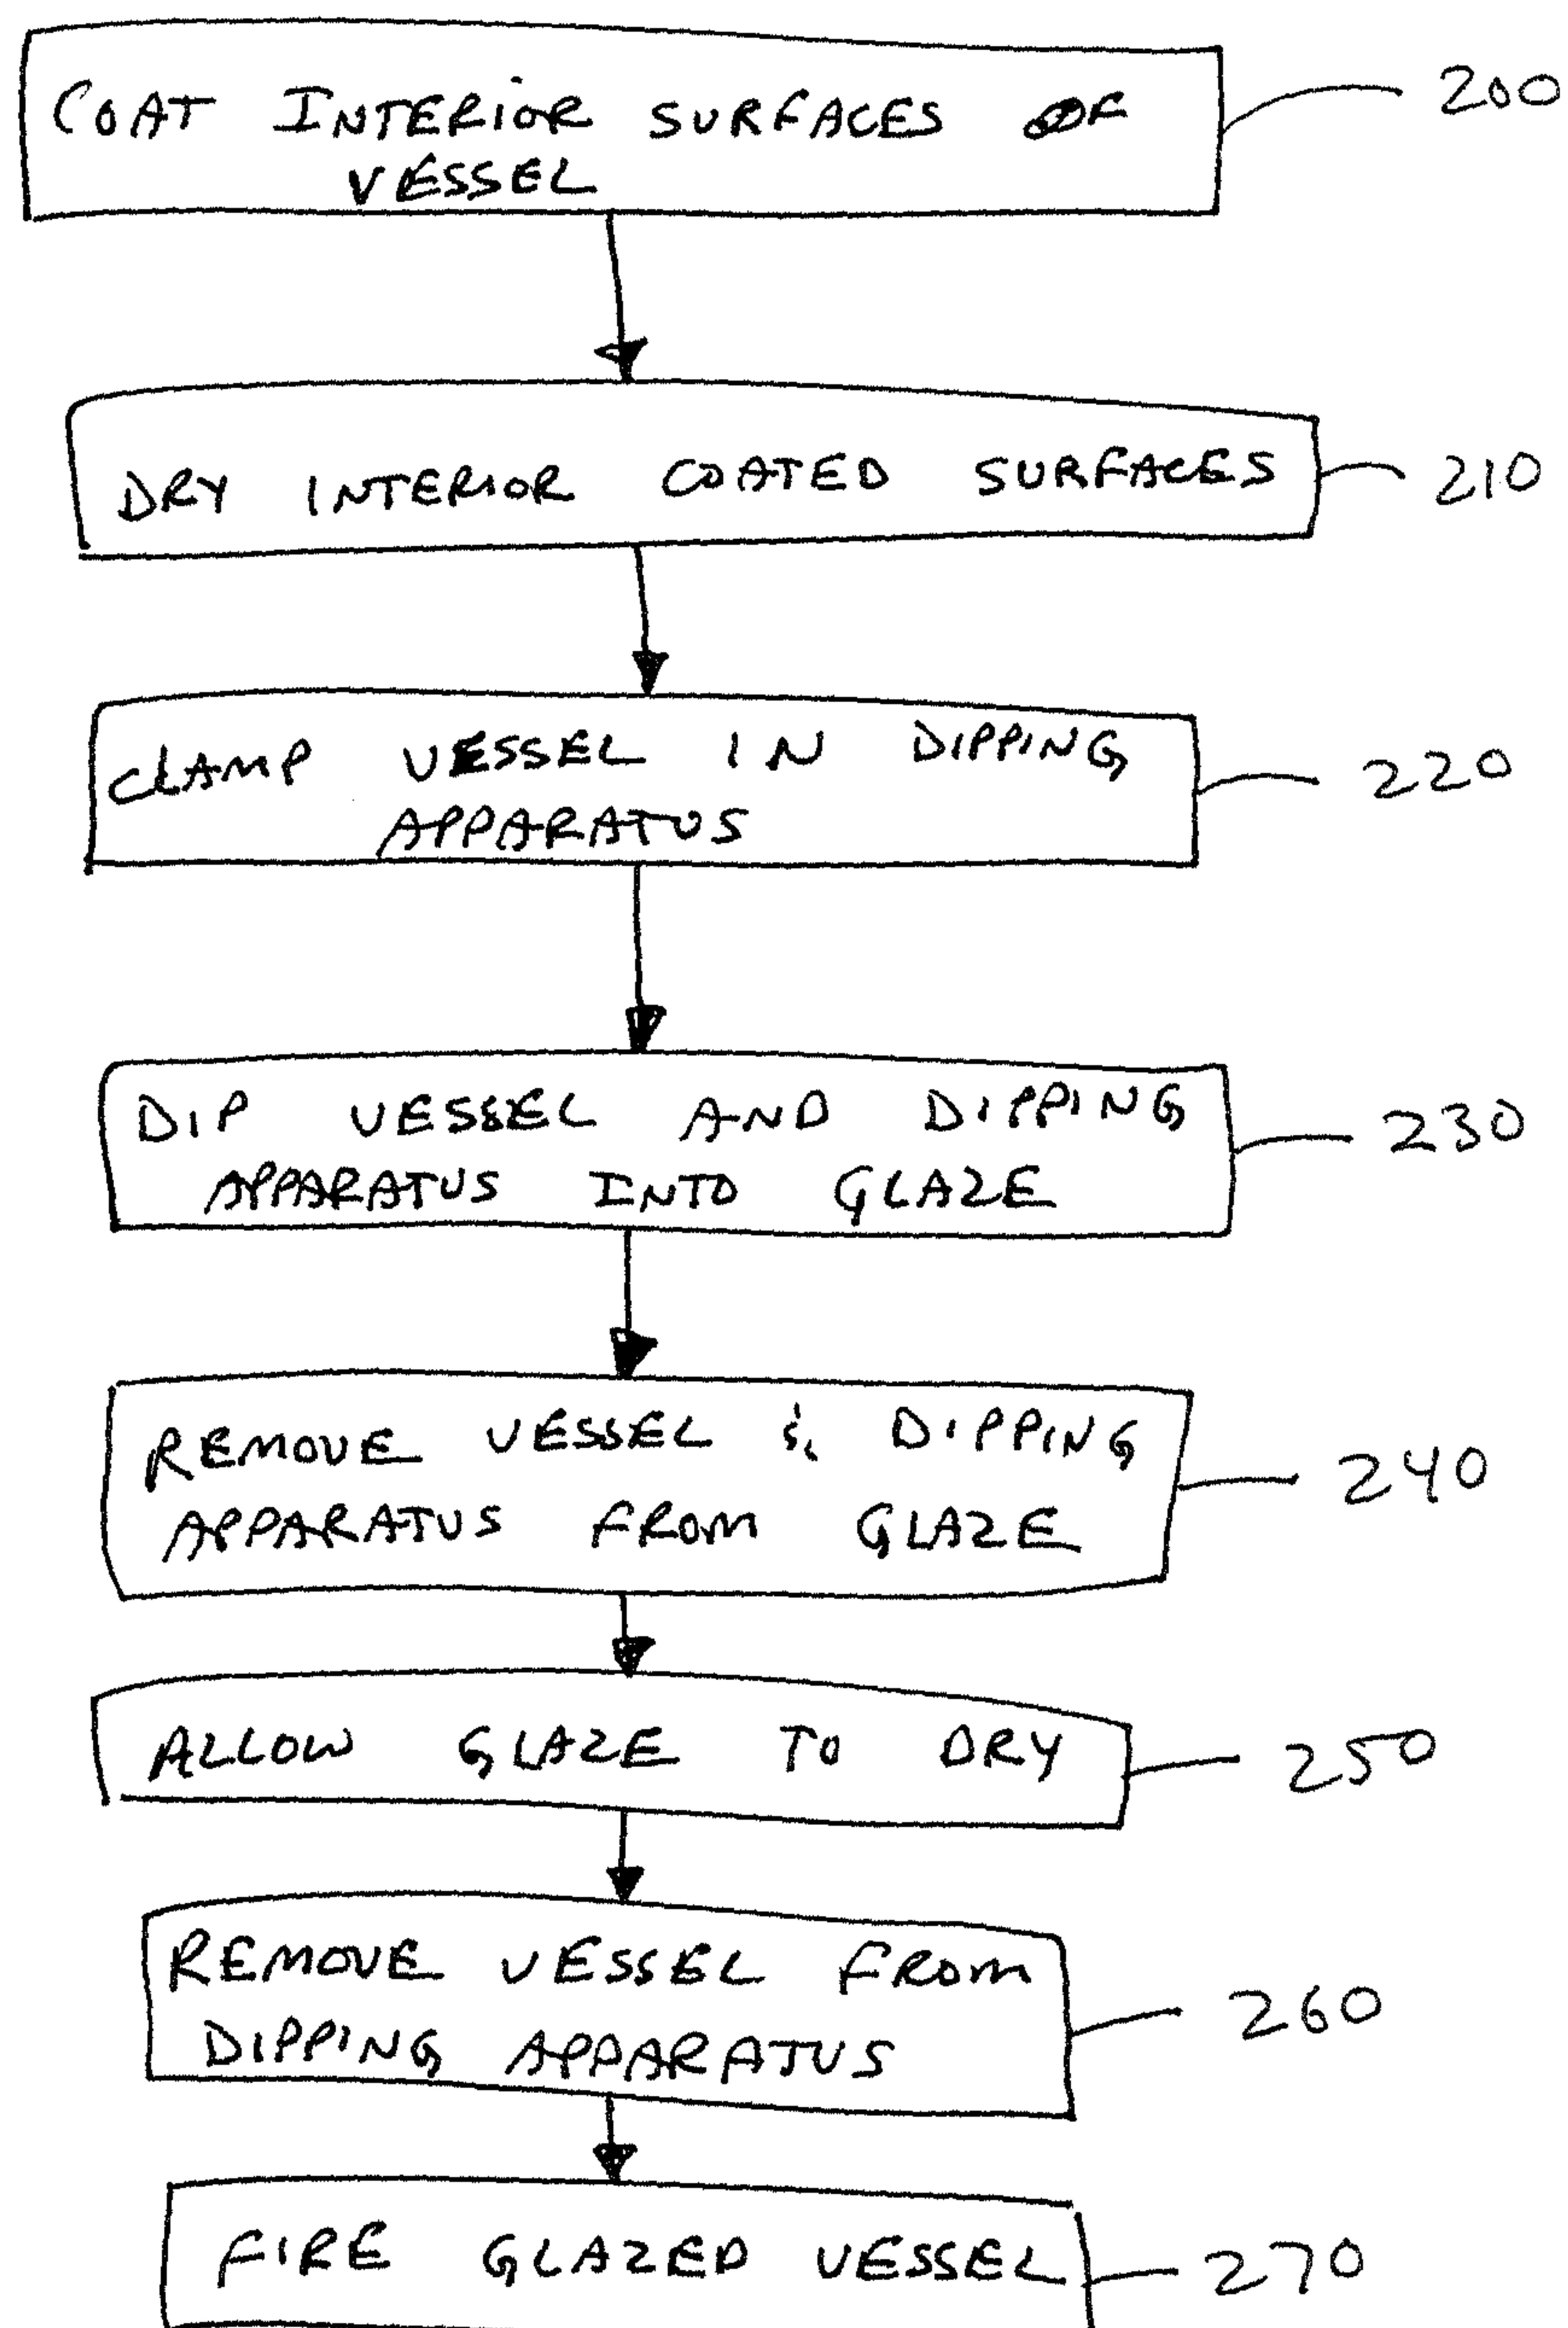 COAT INTERIOR SURFACES OF
VESSEL
200
DRY INTERIOR COATED SURFACES
210
CLAMP VESSEL IN DIPPING
APPARATUS
220
DIP VESSEL AND DIPPING
APPARATUS INTO GLAZE
230
REMOVE VESSEL & DIPPING
APPARATUS FROM GLAZE
240
ALLOW GLAZE TO DRY
250
REMOVE VESSEL FROM
DIPPING APPARATUS
260
FIRE GLAZED VESSEL
270